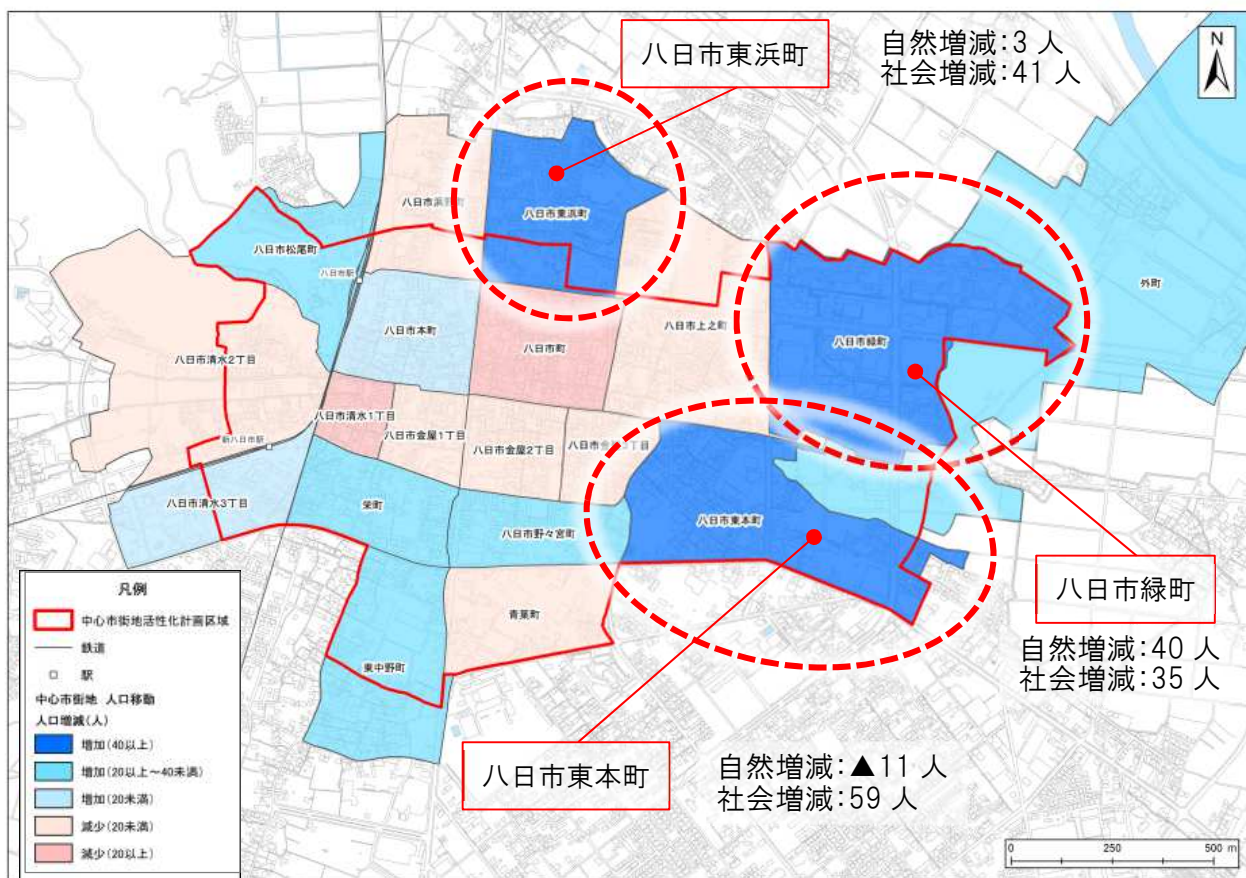 八日市東浜町
自然増減:3 人
社会増減:41 人
N
八日市東浜町
外町
八日市松尾町
八日市駅
八日市本町
八日市町
八日市上之町
八日市緑町
八日市清水2丁目
八日市清水1丁目
八日市金屋1丁目
八日市金屋2丁目
新八日市駅
八日市清水3丁目
栄町
八日市野々宮町
八日市東本町
青葉町
東中野町
八日市緑町
自然増減:40 人
社会増減:35 人
八日市東本町
自然増減:▲11 人
社会増減:59 人
凡例
中心市街地活性化計画区域
鉄道
駅
中心市街地 人口移動
人口増減(人)
増加(40以上)
増加(20以上~40未満)
増加(20未満)
減少(20未満)
減少(20以上)
0 250 500 m